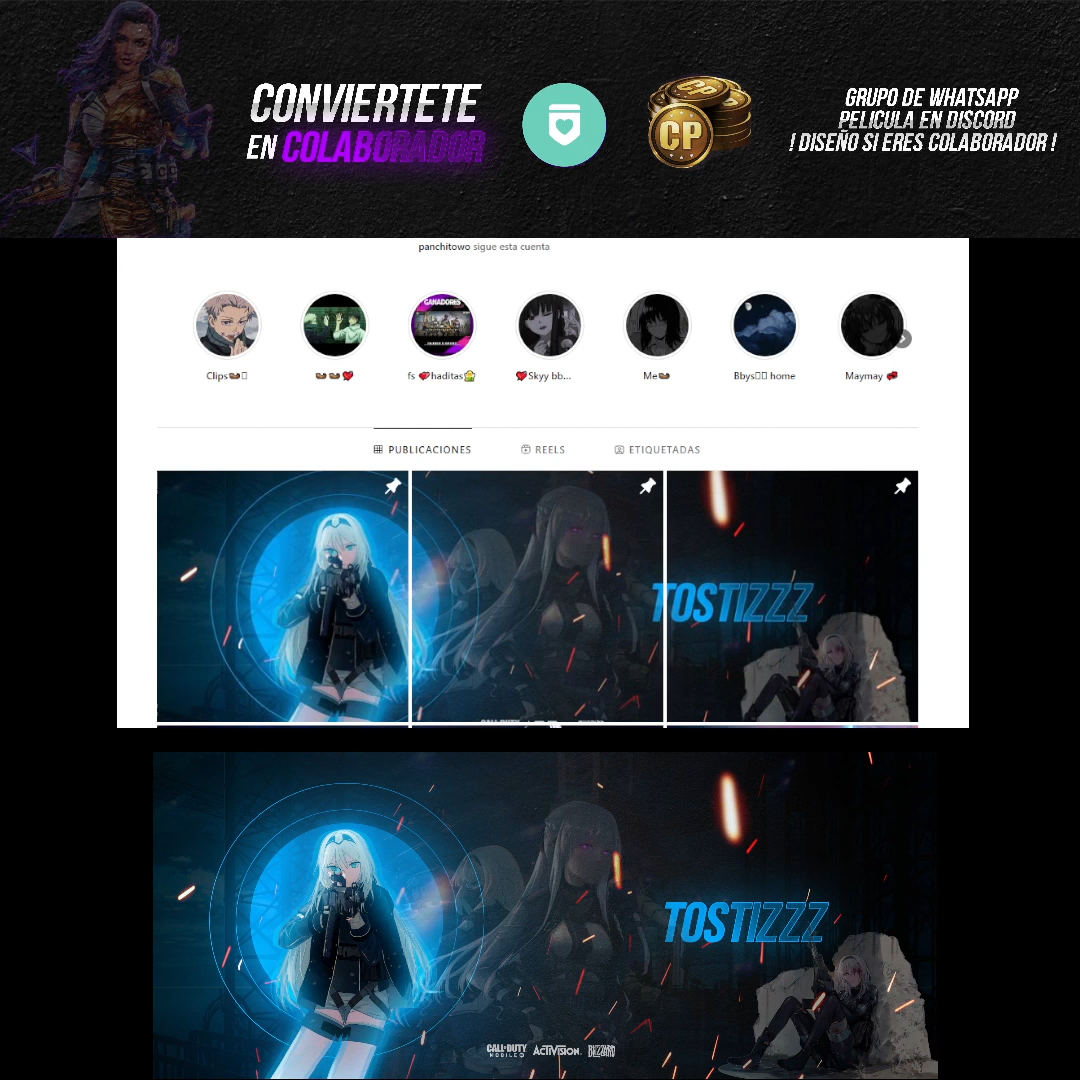 CONVIERTETE
EN COLABORADOR
CP
CP
GRUPO DE WHATSAPP
PELICULA EN DISCORD
! DISEÑO SI ERES COLABORADOR !
panchitowo sigue esta cuenta
GANADORES
Clips
fs haditas
Skyy bb...
Me
Bbys home
Maymay
PUBLICACIONES
REELS
ETIQUETADAS
TOSTIZZZ
TOSTIZZZ
CALL OF DUTY
MOBILE
ACTIVISION
BLIZZARD